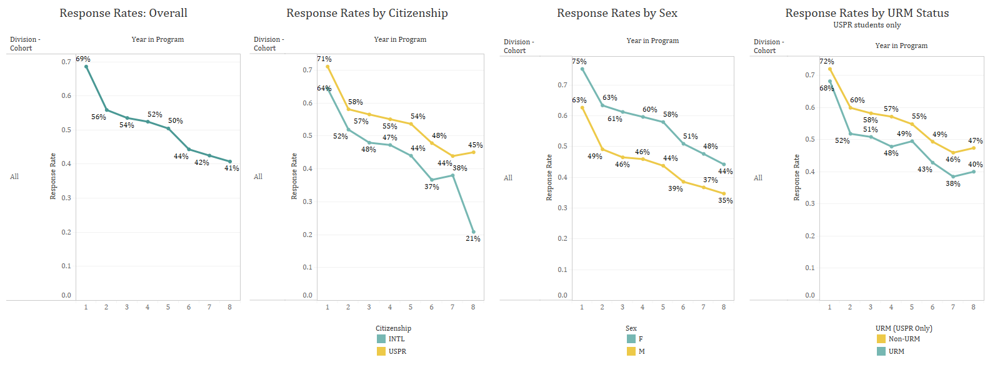 Response Rates: Overall
Division -
Cohort
Year in Program
69%
56%
54%
52%
50%
44%
42%
41%
0.7
0.6
0.5
0.4
0.3
0.2
0.1
0.0
Response Rate
All
1 2 3 4 5 6 7 8
Response Rates by Citizenship
Division -
Cohort
Year in Program
71%
64%
58%
57%
52%
55%
54%
48%
47%
44%
48%
45%
44%
38%
37%
21%
0.7
0.6
0.5
0.4
0.3
0.2
0.1
0.0
Response Rate
All
1 2 3 4 5 6 7 8
Citizenship
INTL
USPR
Response Rates by Sex
Division -
Cohort
Year in Program
75%
63%
63%
61%
60%
58%
51%
48%
44%
49%
46%
46%
44%
39%
37%
35%
0.7
0.6
0.5
0.4
0.3
0.2
0.1
0.0
Response Rate
All
1 2 3 4 5 6 7 8
Sex
F
M
Response Rates by URM Status
USPR students only
Division -
Cohort
Year in Program
72%
68%
60%
58%
57%
55%
52%
51%
48%
49%
49%
46%
47%
43%
38%
40%
0.7
0.6
0.5
0.4
0.3
0.2
0.1
0.0
Response Rate
All
1 2 3 4 5 6 7 8
URM (USPR Only)
Non-URM
URM